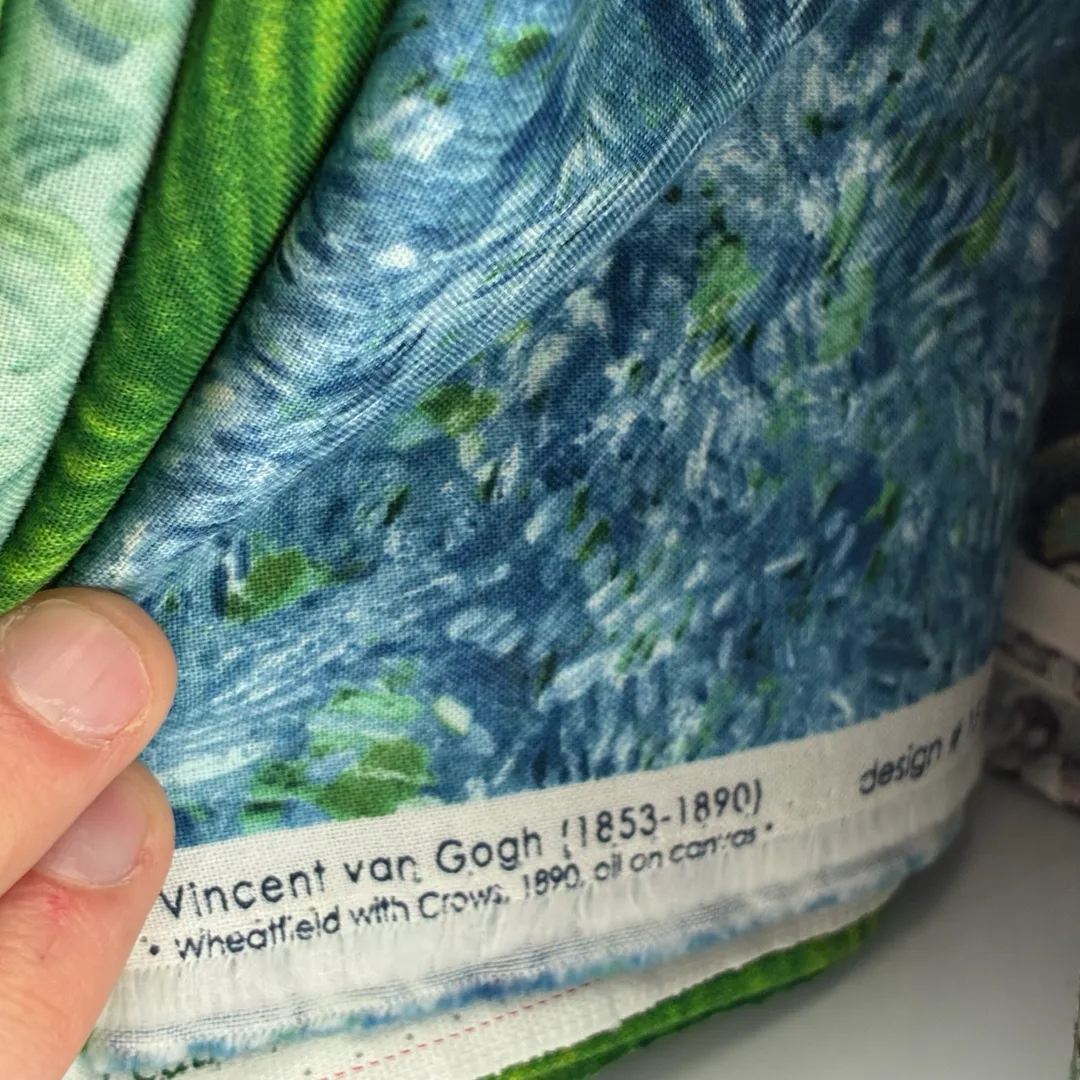 Vincent van Gogh (1853-1890) design #
• Wheatfield with Crows, 1890, oil on canvas •